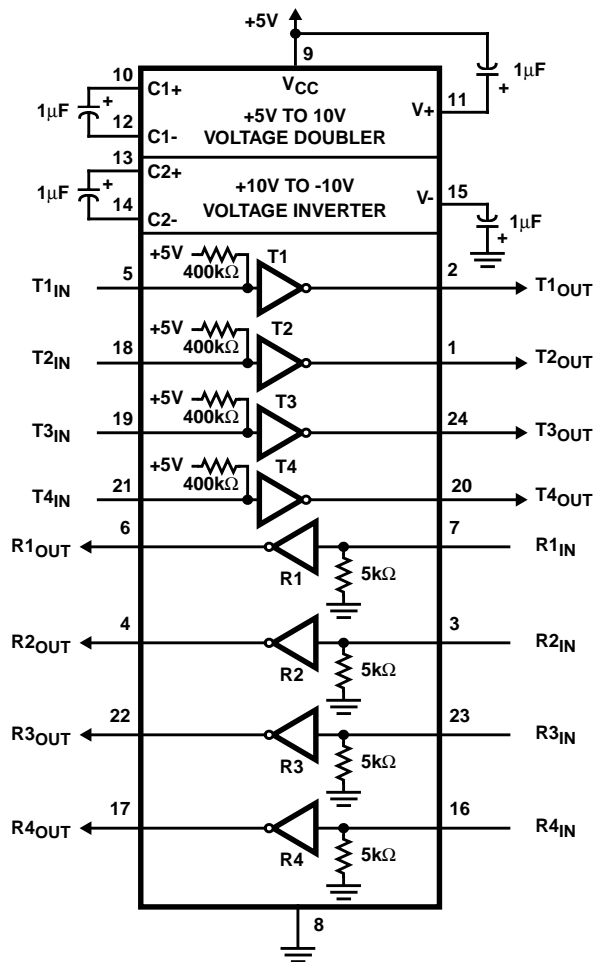 +5V
9
10
C1+
VCC
1μF
+
1μF
+
11
V+
+5V TO 10V
VOLTAGE DOUBLER
12
C1-
13
C2+
1μF
+
+10V TO -10V
VOLTAGE INVERTER
V-
15
14
C2-
1μF
+
+5V
400kΩ
T1
T1IN
5
2
T1OUT
+5V
400kΩ
T2
T2IN
18
1
T2OUT
+5V
400kΩ
T3
T3IN
19
24
T3OUT
+5V
400kΩ
T4
T4IN
21
20
T4OUT
R1OUT
6
7
R1IN
R1
5kΩ
R2OUT
4
3
R2IN
R2
5kΩ
R3OUT
22
23
R3IN
R3
5kΩ
R4OUT
17
16
R4IN
R4
5kΩ
8